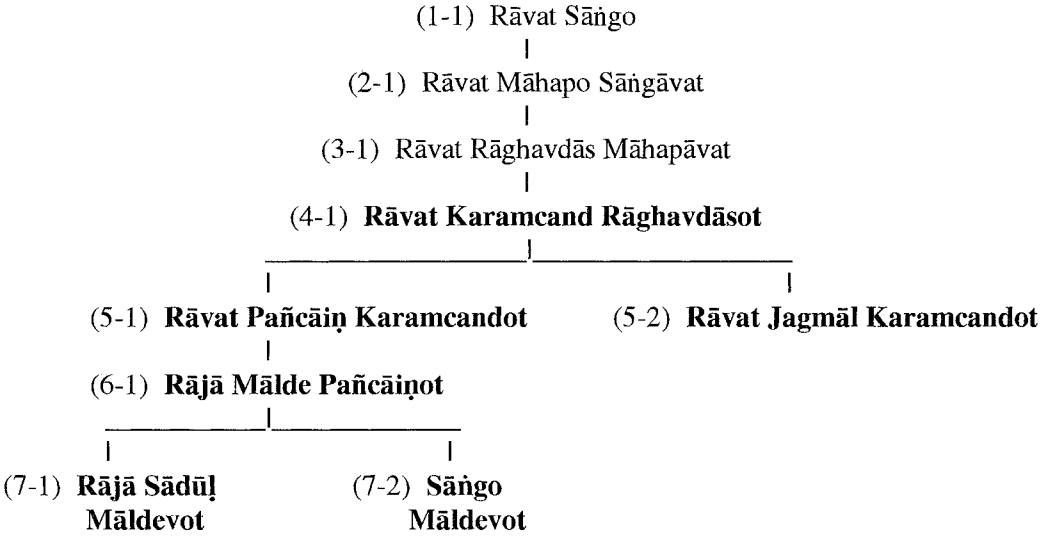 (1-1) Rāvat Sāṅgo
(2-1) Rāvat Māhapo Sāṅgāvat
(3-1) Rāvat Rāghavdās Māhapāvat
(4-1) Rāvat Karamcand Rāghavdāsot
(5-1) Rāvat Pañcāiṇ Karamcandot (5-2) Rāvat Jagmāl Karamcandot
(6-1) Rājā Mālde Pañcāiṇot
(7-1) Rājā Sādūḷ (7-2) Sāṅgo
Māldevot Māldevot